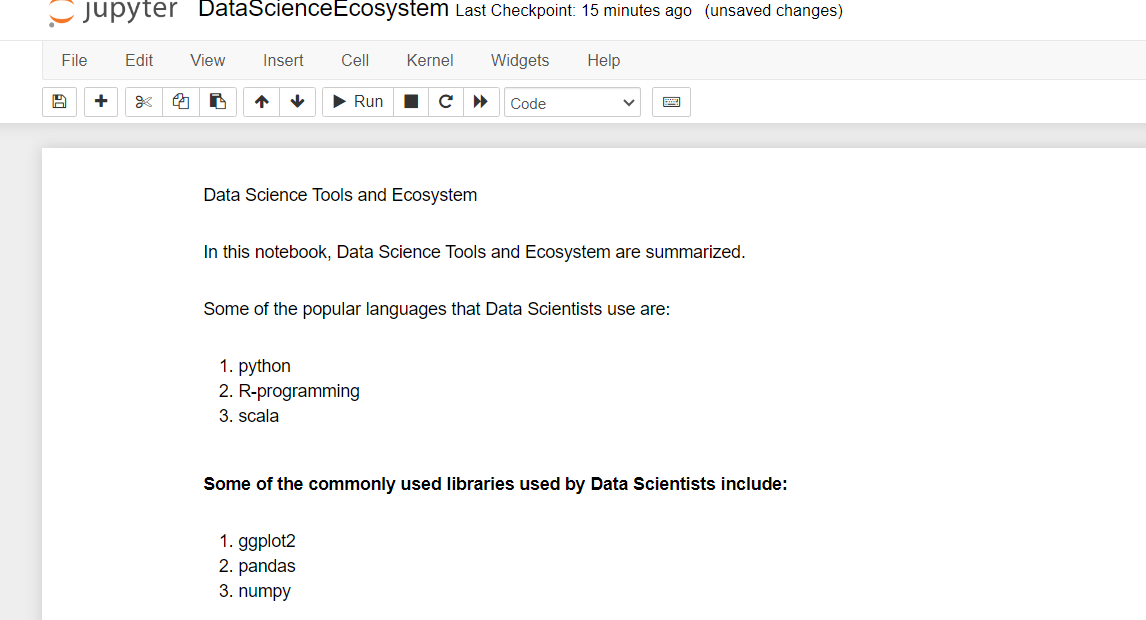 jupyter DataScienceEcosystem Last Checkpoint: 15 minutes ago (unsaved changes)
File Edit View Insert Cell Kernel Widgets Help
Run Code
Data Science Tools and Ecosystem
In this notebook, Data Science Tools and Ecosystem are summarized.
Some of the popular languages that Data Scientists use are:
1. python
2. R-programming
3. scala
Some of the commonly used libraries used by Data Scientists include:
1. ggplot2
2. pandas
3. numpy